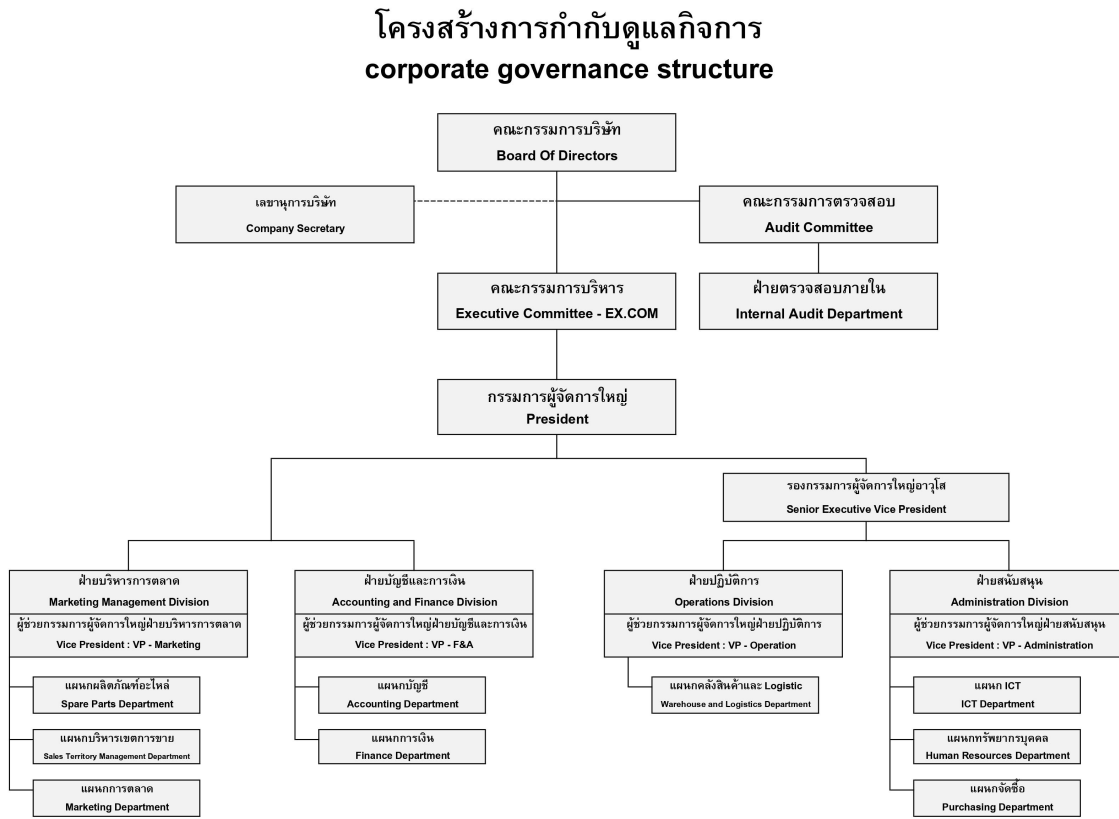 โครงสร้างการกำกับดูแลกิจการ
corporate governance structure
คณะกรรมการบริษัท
Board Of Directors
เลขานุการบริษัท
Company Secretary
คณะกรรมการตรวจสอบ
Audit Committee
คณะกรรมการบริหาร
Executive Committee - EX.COM
ฝ่ายตรวจสอบภายใน
Internal Audit Department
กรรมการผู้จัดการใหญ่
President
รองกรรมการผู้จัดการใหญ่อาวุโส
Senior Executive Vice President
ฝ่ายบริหารการตลาด
Marketing Management Division
ผู้ช่วยกรรมการผู้จัดการใหญ่ฝ่ายบริหารการตลาด
Vice President : VP - Marketing
แผนกผลิตภัณฑ์อะไหล่
Spare Parts Department
แผนกบริหารเขตการขาย
Sales Territory Management Department
แผนกการตลาด
Marketing Department
ฝ่ายบัญชีและการเงิน
Accounting and Finance Division
ผู้ช่วยกรรมการผู้จัดการใหญ่ฝ่ายบัญชีและการเงิน
Vice President : VP - F&A
แผนกบัญชี
Accounting Department
แผนกการเงิน
Finance Department
ฝ่ายปฏิบัติการ
Operations Division
ผู้ช่วยกรรมการผู้จัดการใหญ่ฝ่ายปฏิบัติการ
Vice President : VP - Operation
แผนกคลังสินค้าและ Logistic
Warehouse and Logistics Department
ฝ่ายสนับสนุน
Administration Division
ผู้ช่วยกรรมการผู้จัดการใหญ่ฝ่ายสนับสนุน
Vice President : VP - Administration
แผนก ICT
ICT Department
แผนกทรัพยากรบุคคล
Human Resources Department
แผนกจัดซื้อ
Purchasing Department